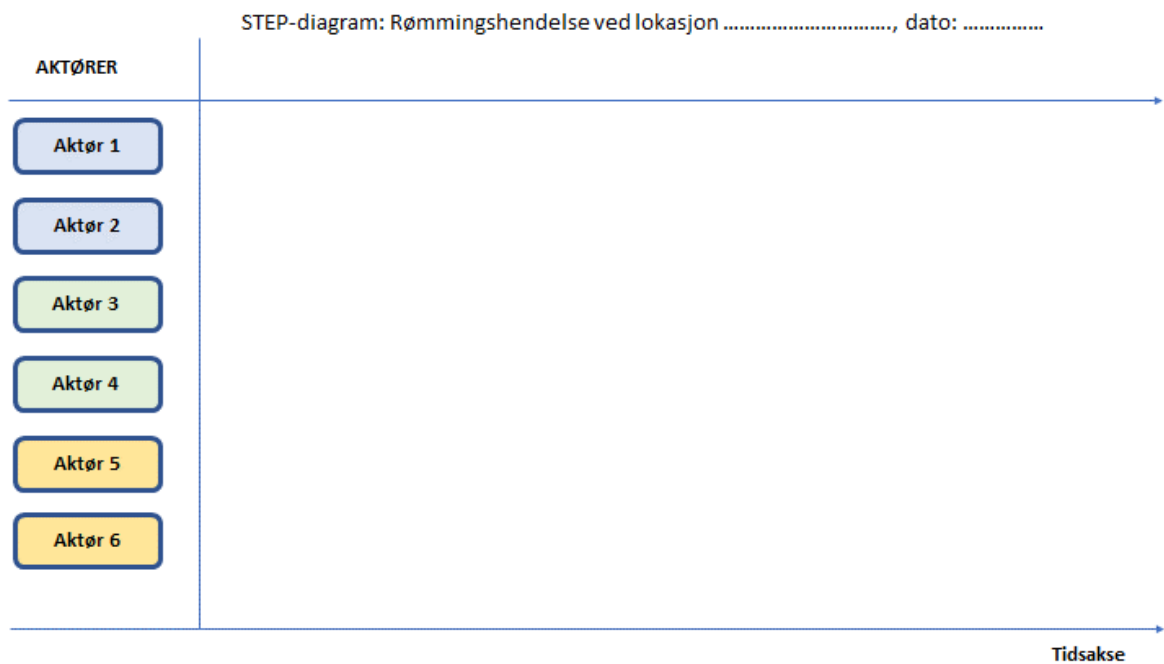 STEP-diagram: Rømmingshendelse ved lokasjon ……………………………., dato: ……………
AKTØRER
Aktør 1
Aktør 2
Aktør 3
Aktør 4
Aktør 5
Aktør 6
Tidsakse